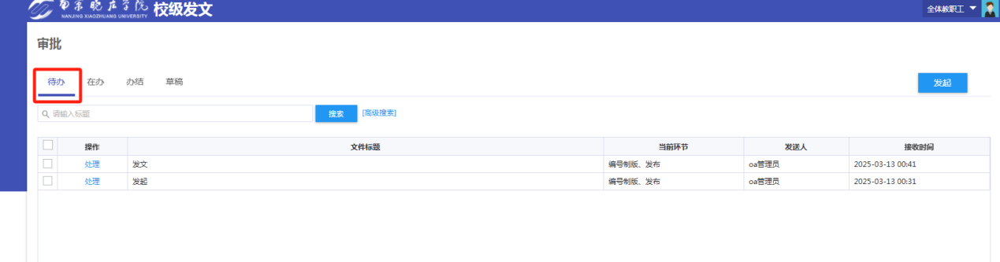 南京晓庄学院 校级发文 全体教职工
NANJING XIAOZHUANG UNIVERSITY
审批
待办 在办 办结 草稿 发起
请输入标题 搜索 [高级搜索]
操作 文件标题 当前环节 发送人 接收时间
处理 发文 编号制版、发布 oa管理员 2025-03-13 00:41
处理 发起 编号制版、发布 oa管理员 2025-03-13 00:31